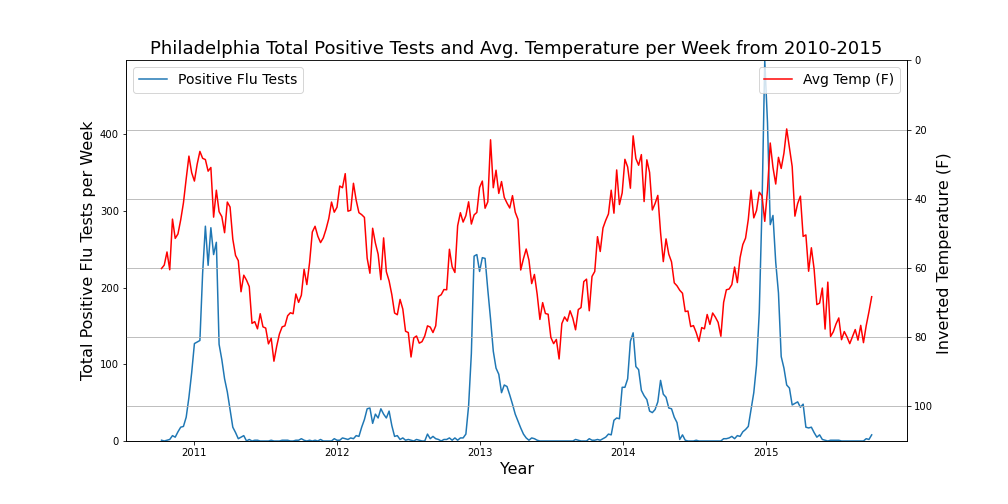 Philadelphia Total Positive Tests and Avg. Temperature per Week from 2010-2015
Positive Flu Tests
Avg Temp (F)
Total Positive Flu Tests per Week
400
300
200
100
0
0
20
40
60
80
100
Inverted Temperature (F)
2011
2012
2013
2014
2015
Year